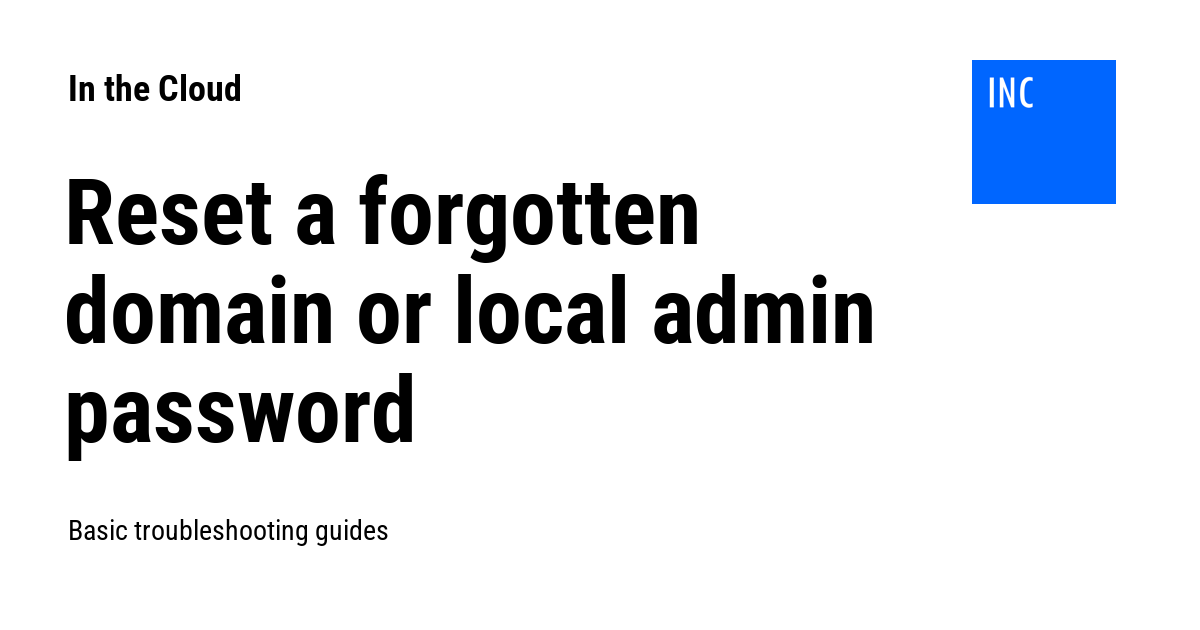 In the Cloud
INC
Reset a forgotten
domain or local admin
password
Basic troubleshooting guides